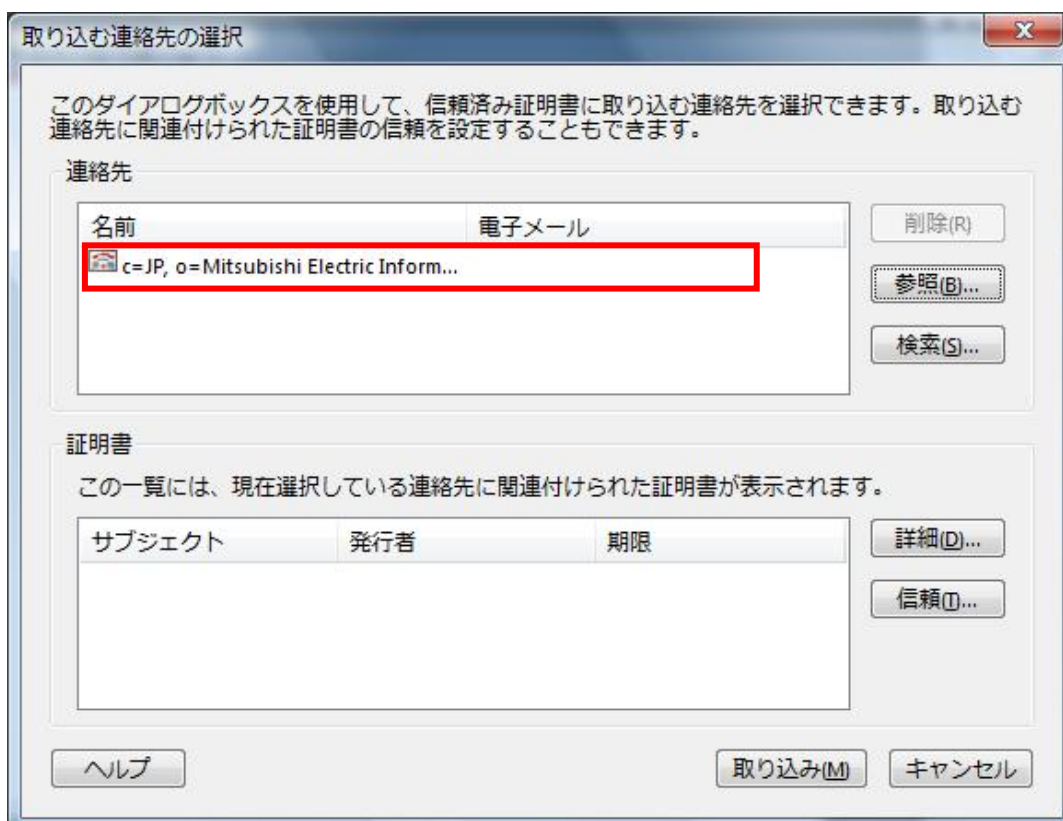 取り込む連絡先の選択
このダイアログボックスを使用して、信頼済み証明書に取り込む連絡先を選択できます。取り込む
連絡先に関連付けられた証明書の信頼を設定することもできます。
連絡先
名前 電子メール
c=JP, o=Mitsubishi Electric Inform...
削除(R)
参照(B)...
検索(S)...
証明書
この一覧には、現在選択している連絡先に関連付けられた証明書が表示されます。
サブジェクト 発行者 期限
詳細(D)...
信頼(T)...
ヘルプ 取り込み(M) キャンセル